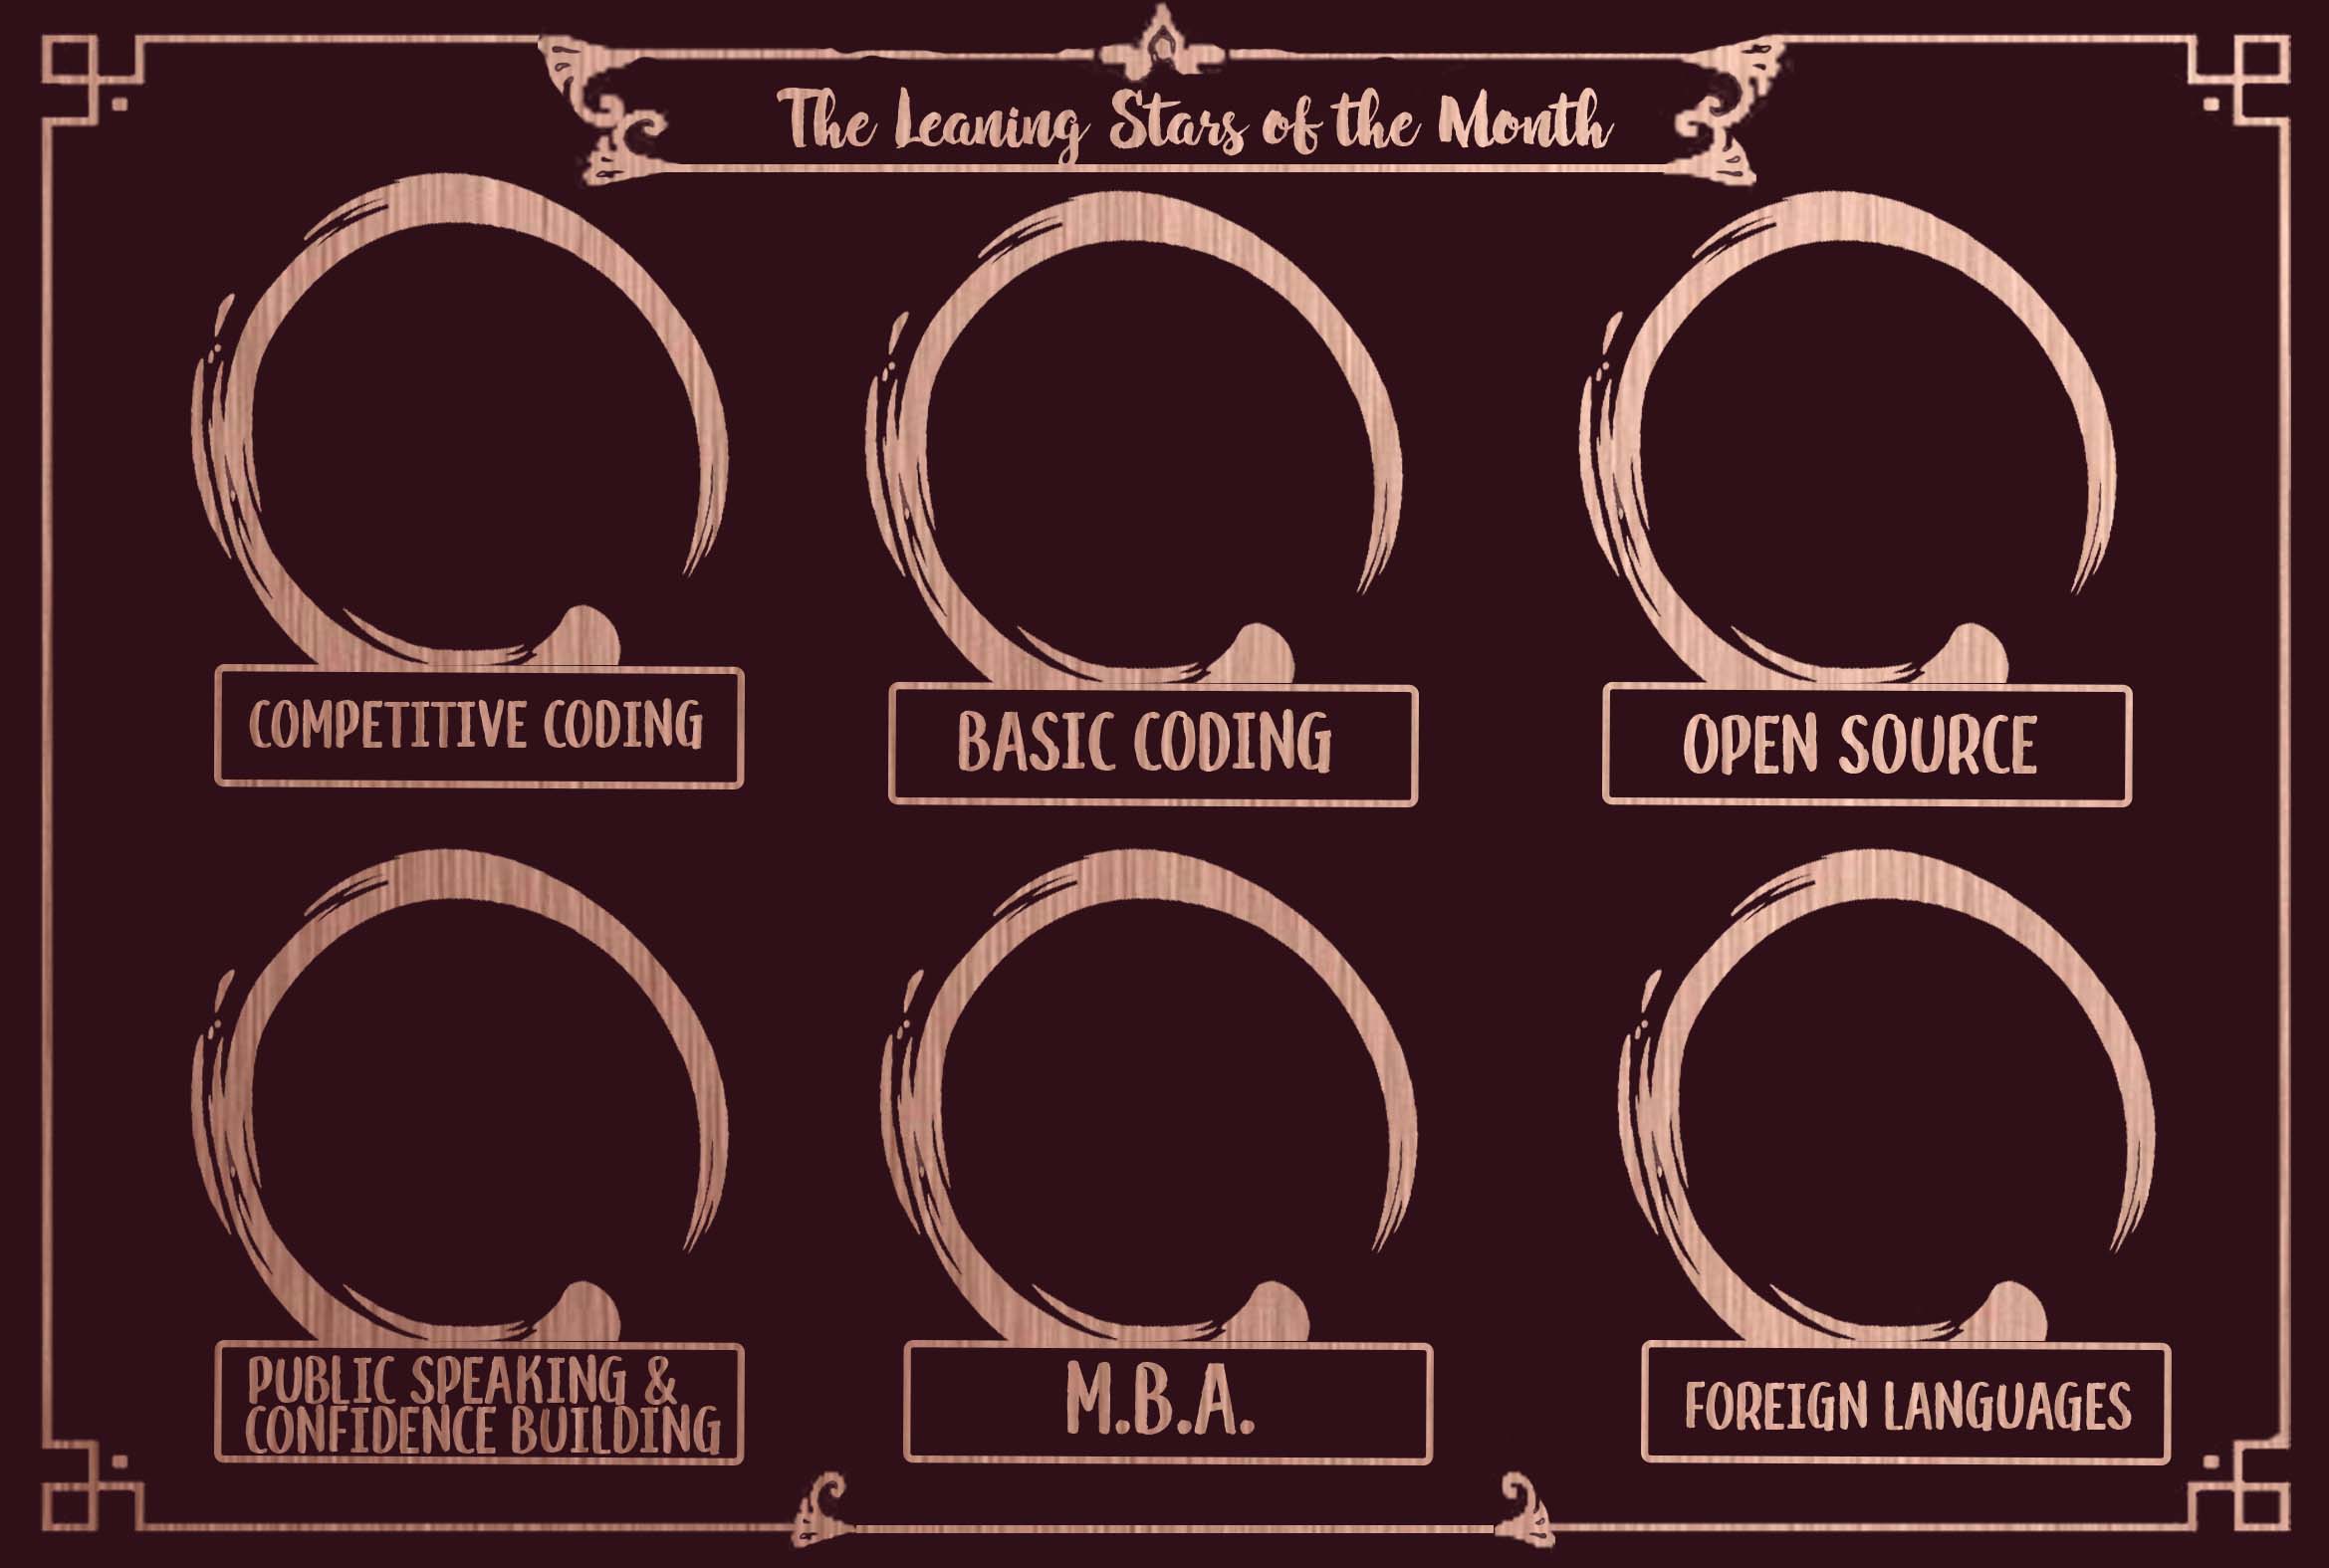 The Leaning Stars of the Month
COMPETITIVE CODING
BASIC CODING
OPEN SOURCE
PUBLIC SPEAKING &
CONFIDENCE BUILDING
M.B.A.
FOREIGN LANGUAGES